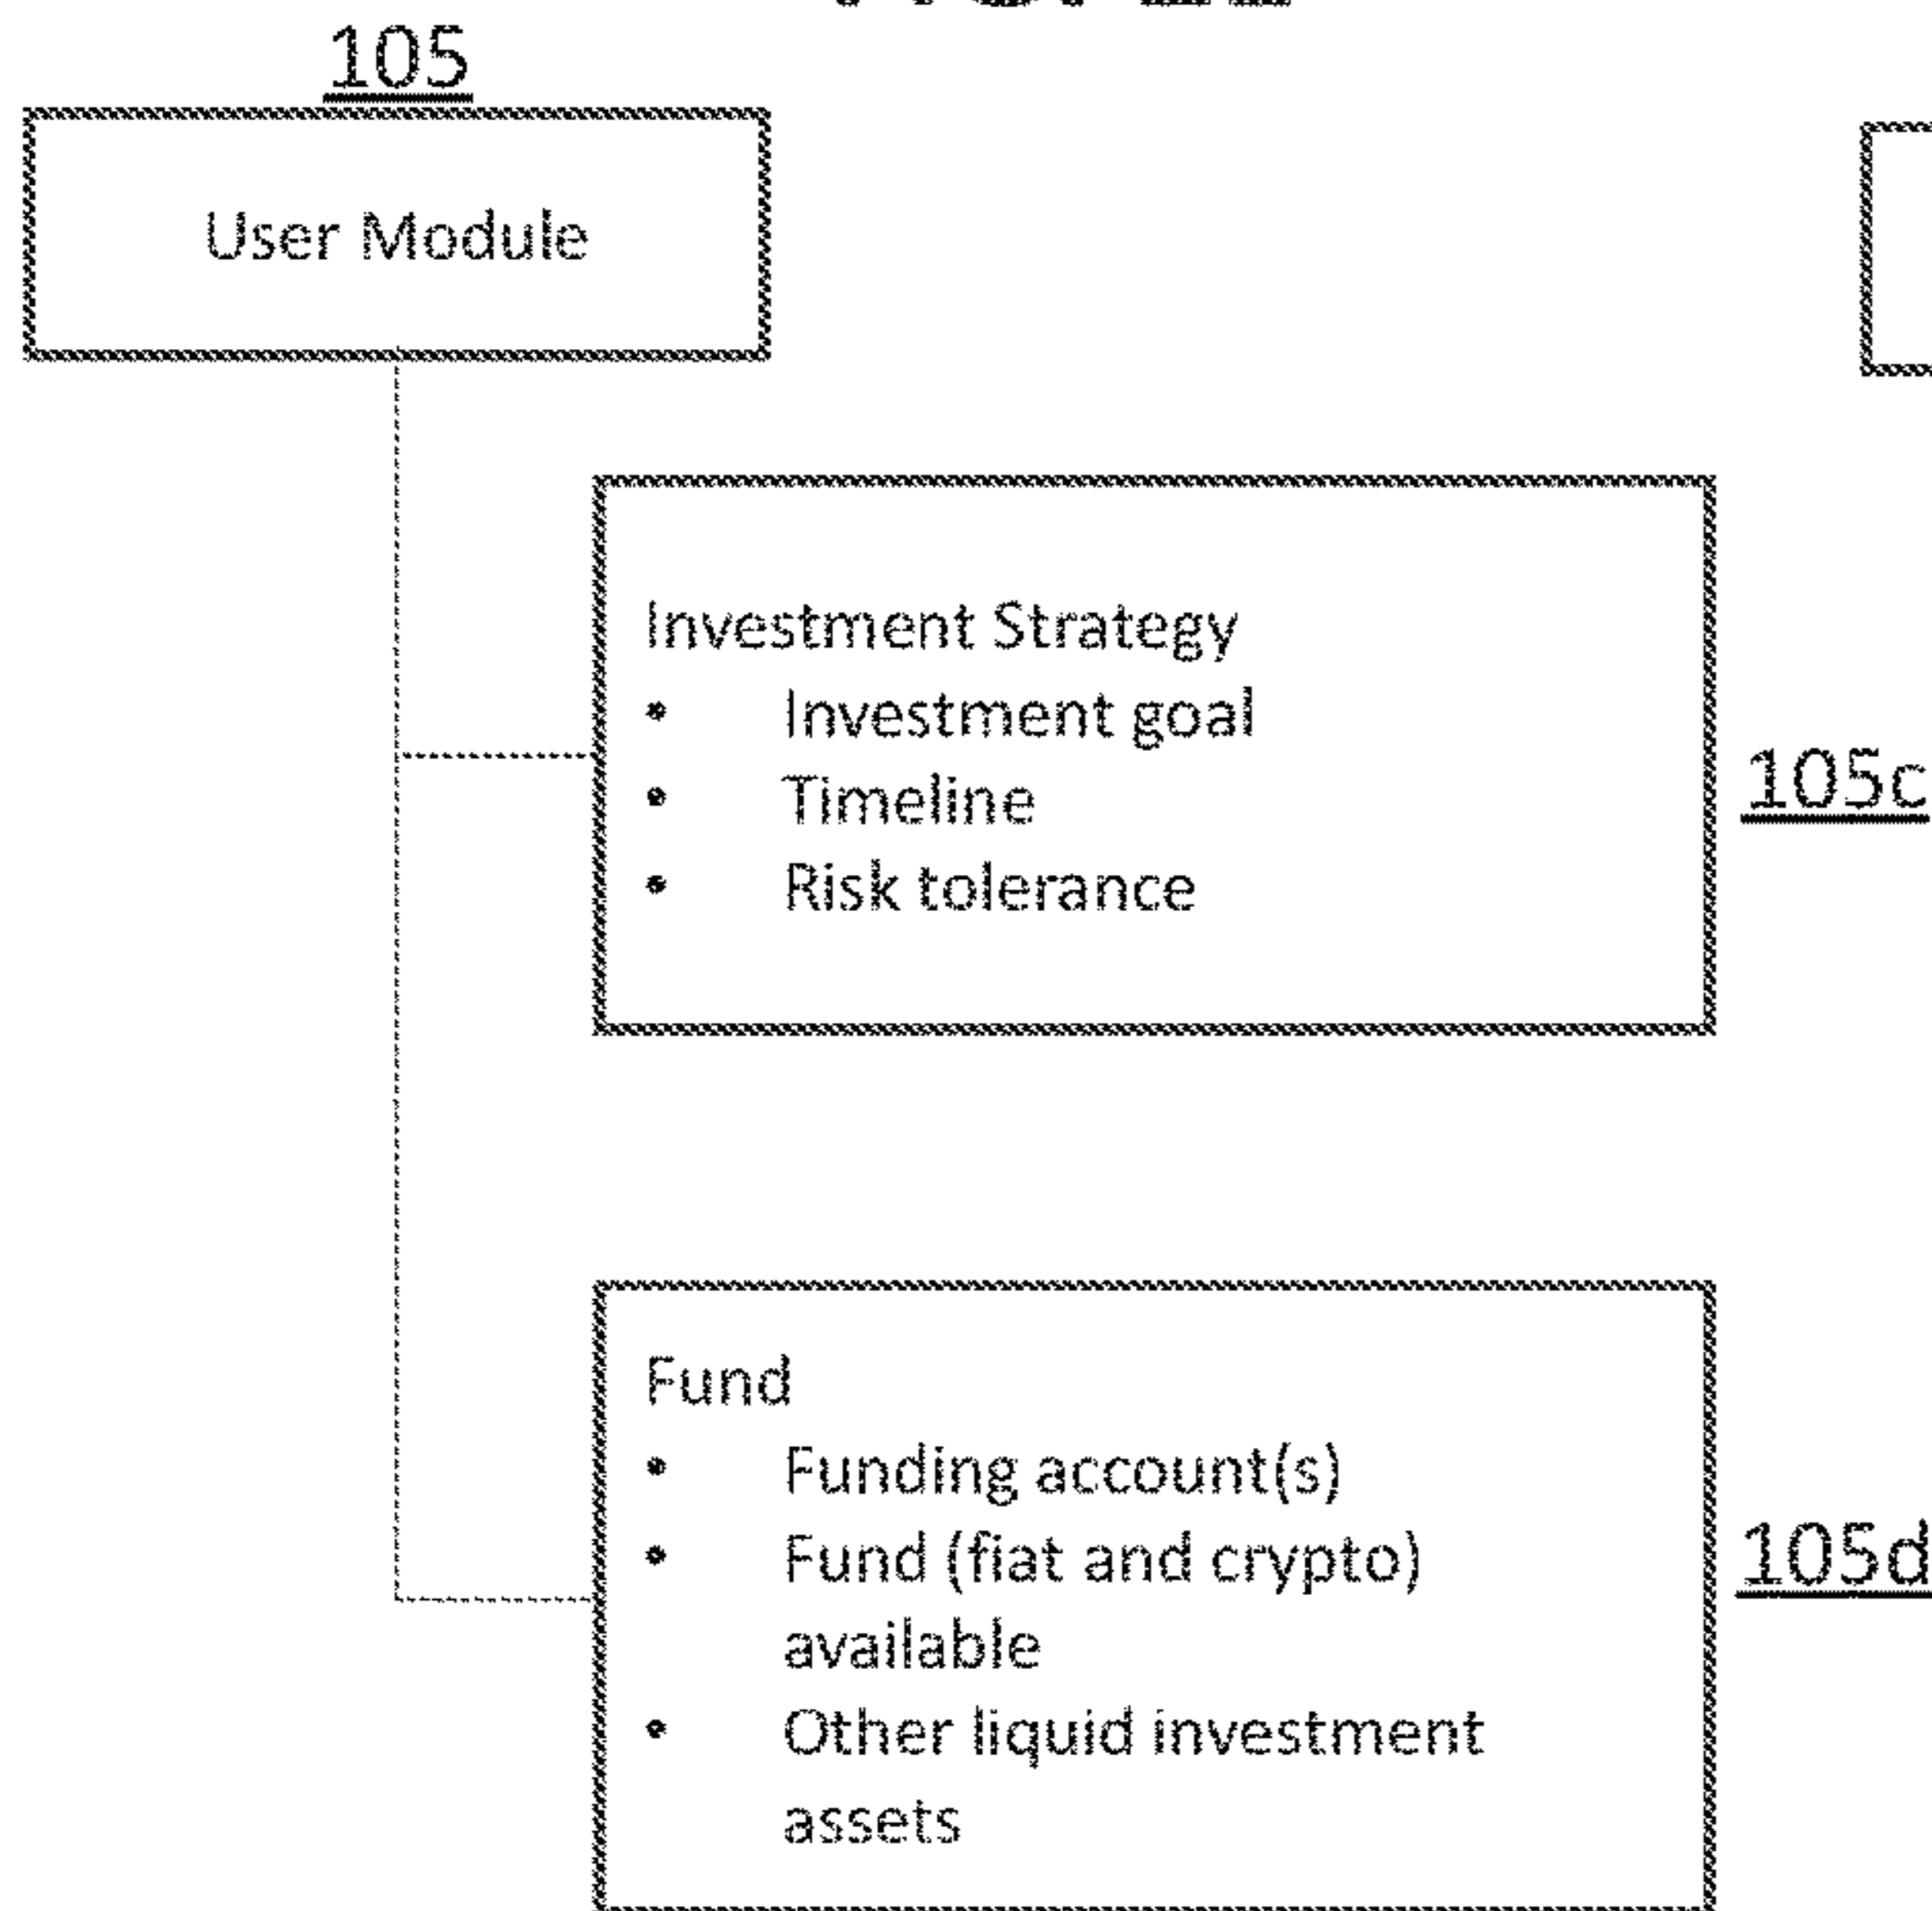 105
User Module
Investment Strategy
• Investment goal
• Timeline
• Risk tolerance
105c
Fund
• Funding account(s)
• Fund (fiat and crypto)
available
• Other liquid investment
assets
105d